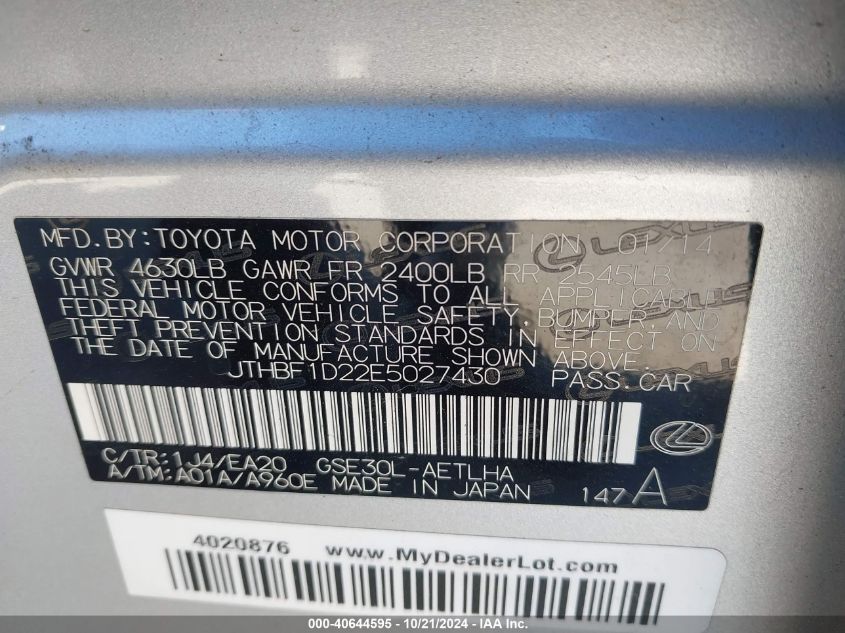 MFD.BY:TOYOTA MOTOR CORPORATION 01/14
GVWR 4630LB GAWR FR 2400LB RR 2545LB
THIS VEHICLE CONFORMS TO ALL APPLICABLE
FEDERAL MOTOR VEHICLE SAFETY, BUMPER, AND
THEFT PREVENTION STANDARDS IN EFFECT ON
THE DATE OF MANUFACTURE SHOWN ABOVE.
JTHBF1D22E5027430 PASS.CAR
C/TR:1J4/EA20 GSE30L-AETLHA
A/TM:A01A/A960E MADE IN JAPAN 147A
4020876 www.MyDealerLot.com
000-40644595 - 10/21/2024 - IAA Inc.